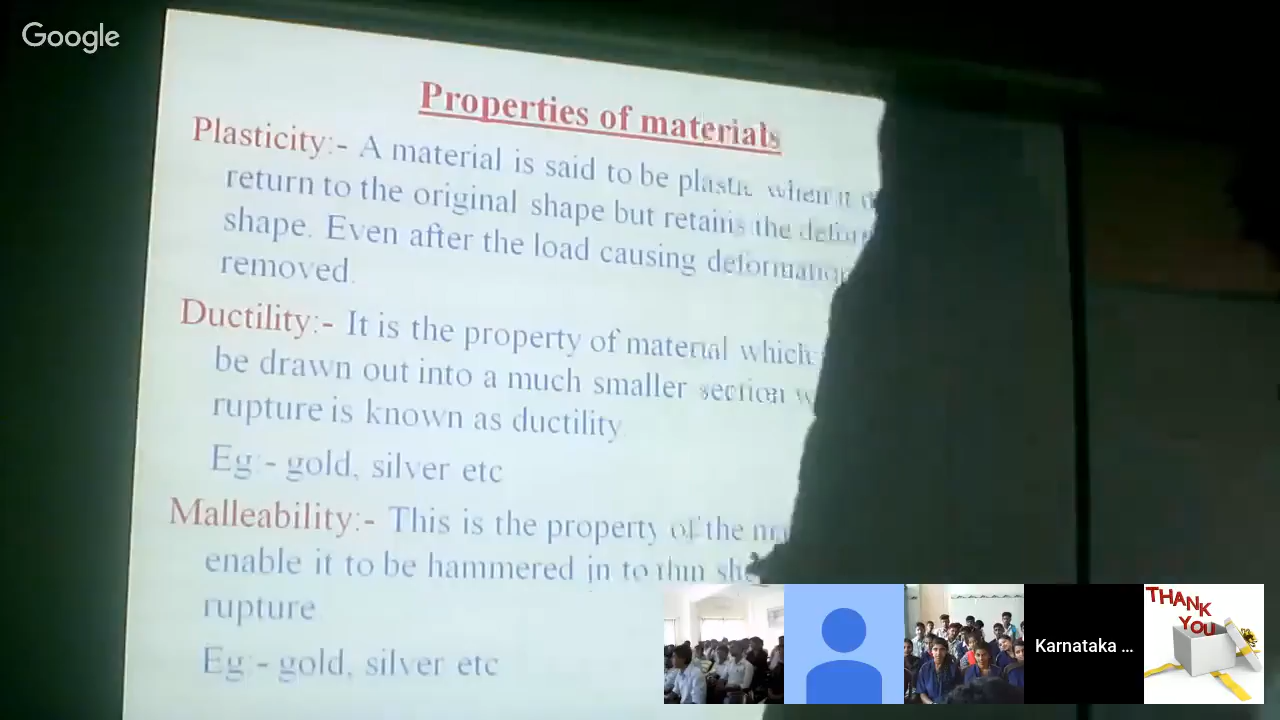 Google
Properties of materials
Plasticity:- A material is said to be plastic when it
return to the original shape but retains the
shape. Even after the load causing
removed.
Ductility:- It is the property of material which
be drawn out into a much smaller section
rupture is known as ductility
Eg:- gold, silver etc
Malleability:- This is the property of the
enable it to be hammered in to thin
rupture
Eg:- gold, silver etc
Karnataka ...
THANK
YOU